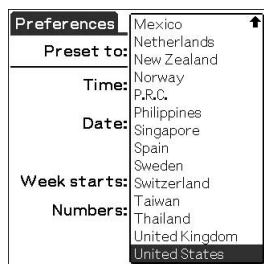 Preferences
Preset to:
Time:
Date:
Week starts:
Numbers:
Mexico
Netherlands
New Zealand
Norway
P.R.C.
Philippines
Singapore
Spain
Sweden
Switzerland
Taiwan
Thailand
United Kingdom
United States